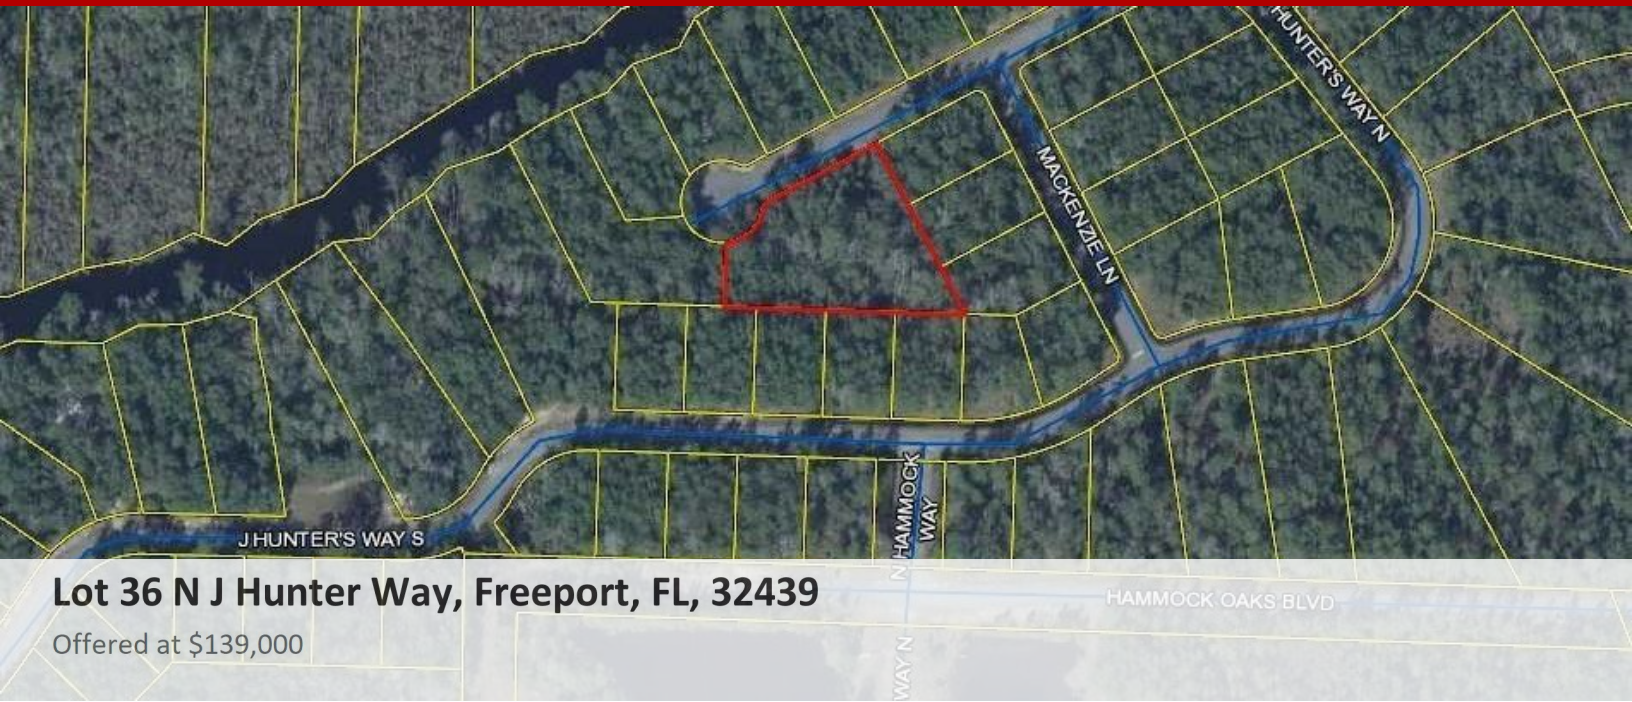 HUNTER'S WAY N
MACKENZIE LN
N HAMMOCK
WAY
J HUNTER'S WAY S
Lot 36 N J Hunter Way, Freeport, FL, 32439
HAMMOCK OAKS BLVD
Offered at $139,000
WAY N